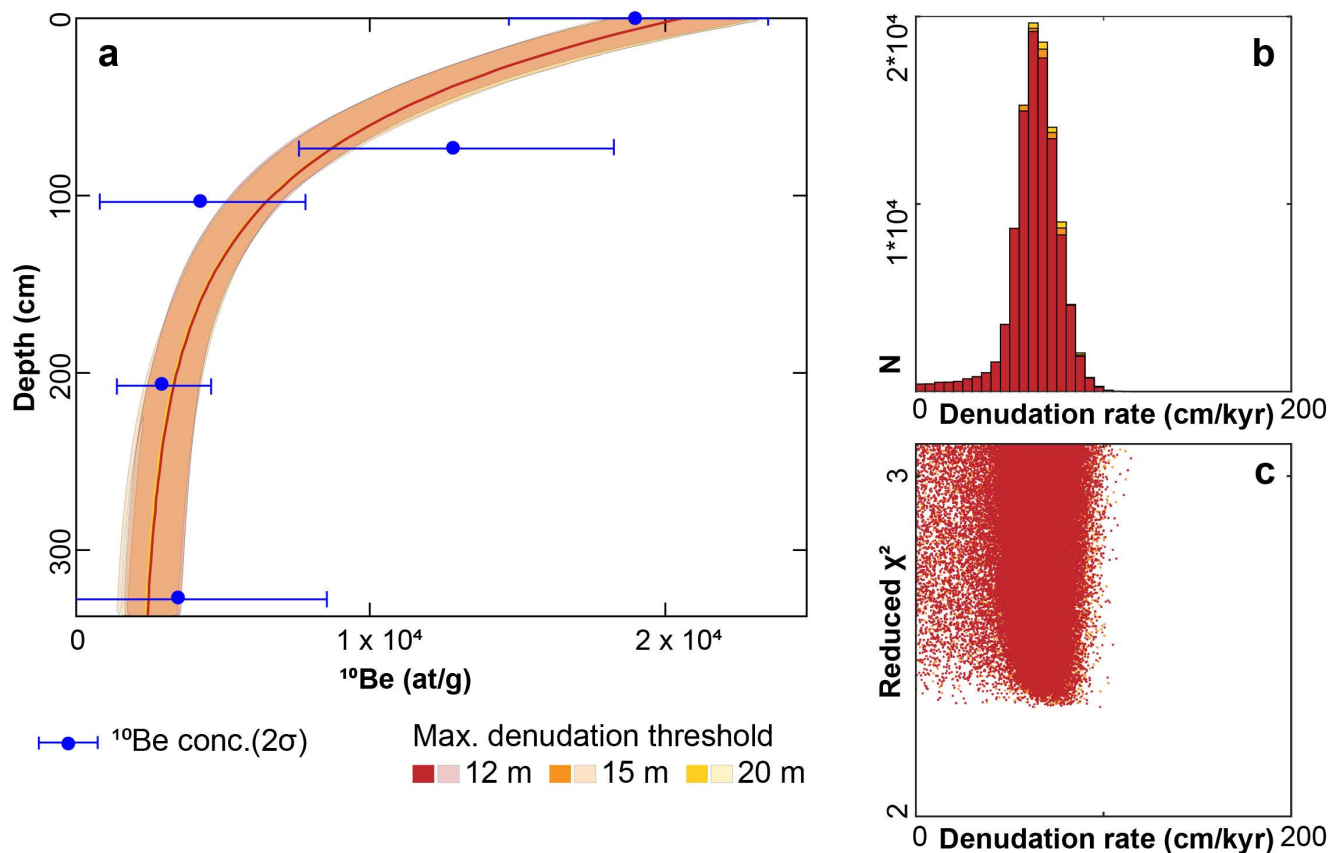 a
Depth (cm)
0
100
200
300
0
1 x 10⁴
2 x 10⁴
¹⁰Be (at/g)
¹⁰Be conc.(2σ)
Max. denudation threshold
12 m
15 m
20 m
b
N
1*10⁴
2*10⁴
0
Denudation rate (cm/kyr)
200
c
Reduced χ²
3
2
0
Denudation rate (cm/kyr)
200